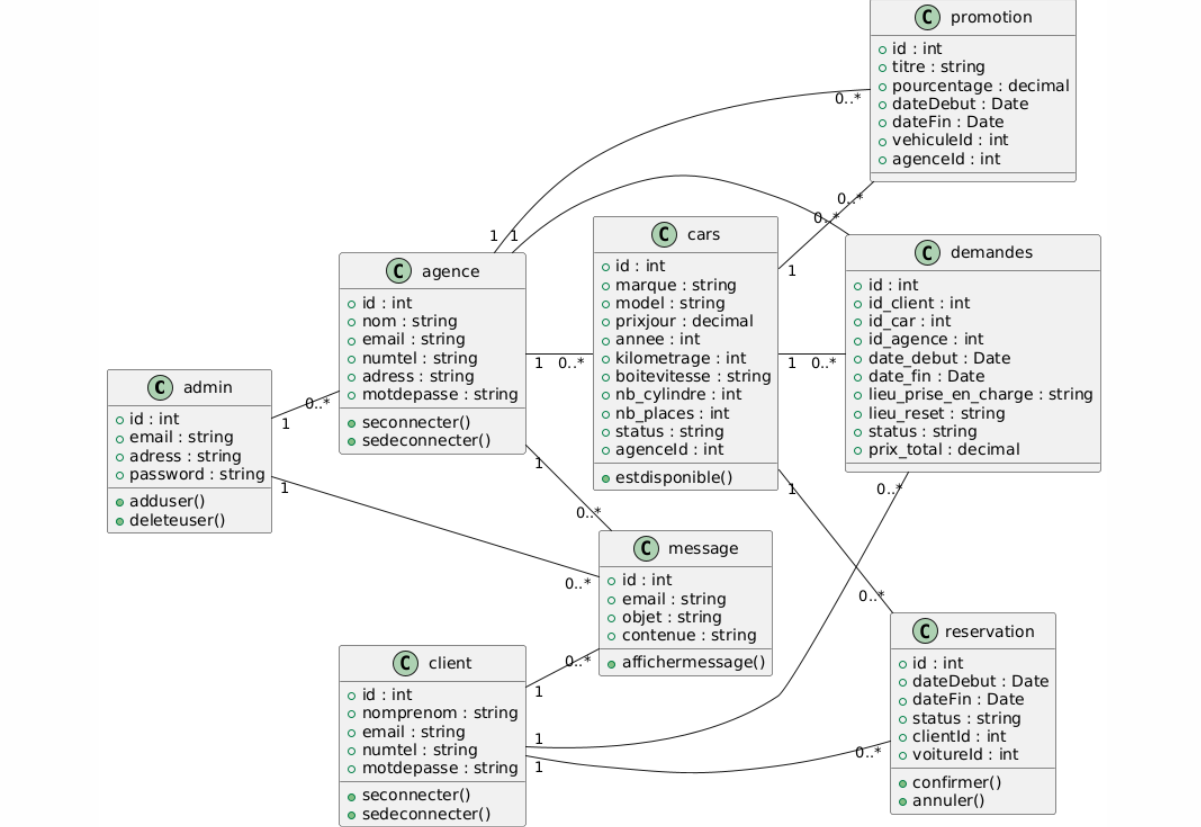 C promotion
id : int
titre : string
pourcentage : decimal
dateDebut : Date
dateFin : Date
vehiculeId : int
agenceId : int
0..*
0..*
0..*
1 1
C cars
id : int
marque : string
model : string
prixjour : decimal
annee : int
kilometrage : int
boitevitesse : string
nb_cylindre : int
nb_places : int
status : string
agenceId : int
estdisponible()
1
C demandes
id : int
id_client : int
id_car : int
id_agence : int
date_debut : Date
date_fin : Date
lieu_prise_en_charge : string
lieu_reset : string
status : string
prix_total : decimal
C agence
id : int
nom : string
email : string
numtel : string
adress : string
motdepasse : string
seconnecter()
sedeconnecter()
1 0..*
1 0..*
C admin
id : int
email : string
adress : string
password : string
adduser()
deleteuser()
0..*
1
1
1
1
0..*
0..*
C message
id : int
email : string
objet : string
contenue : string
affichermessage()
0..*
0..*
0..*
C client
id : int
nomprenom : string
email : string
numtel : string
motdepasse : string
seconnecter()
sedeconnecter()
1
1
1
C reservation
id : int
dateDebut : Date
dateFin : Date
status : string
clientId : int
voitureId : int
confirmer()
annuler()
0..*